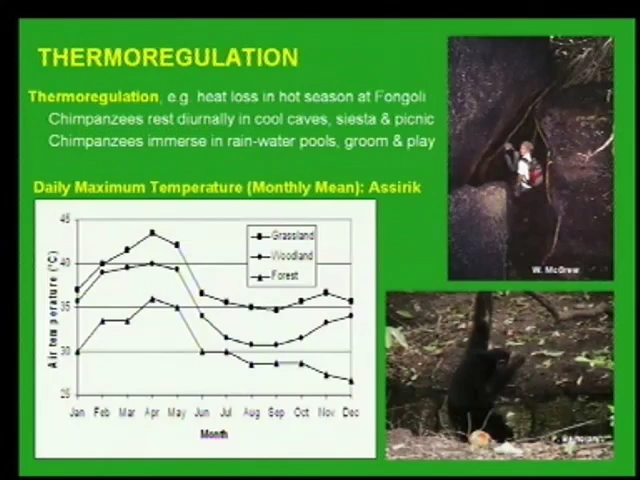 THERMOREGULATION
Thermoregulation, e.g. heat loss in hot season at Fongoli
Chimpanzees rest diurnally in cool caves, siesta & picnic
Chimpanzees immerse in rain-water pools, groom & play
Daily Maximum Temperature (Monthly Mean): Assirik
45
40
35
30
25
Air temperature (°C)
Grassland
Woodland
Forest
Jan Feb Mar Apr May Jun Jul Aug Sep Oct Nov Dec
Month
W. McGrew